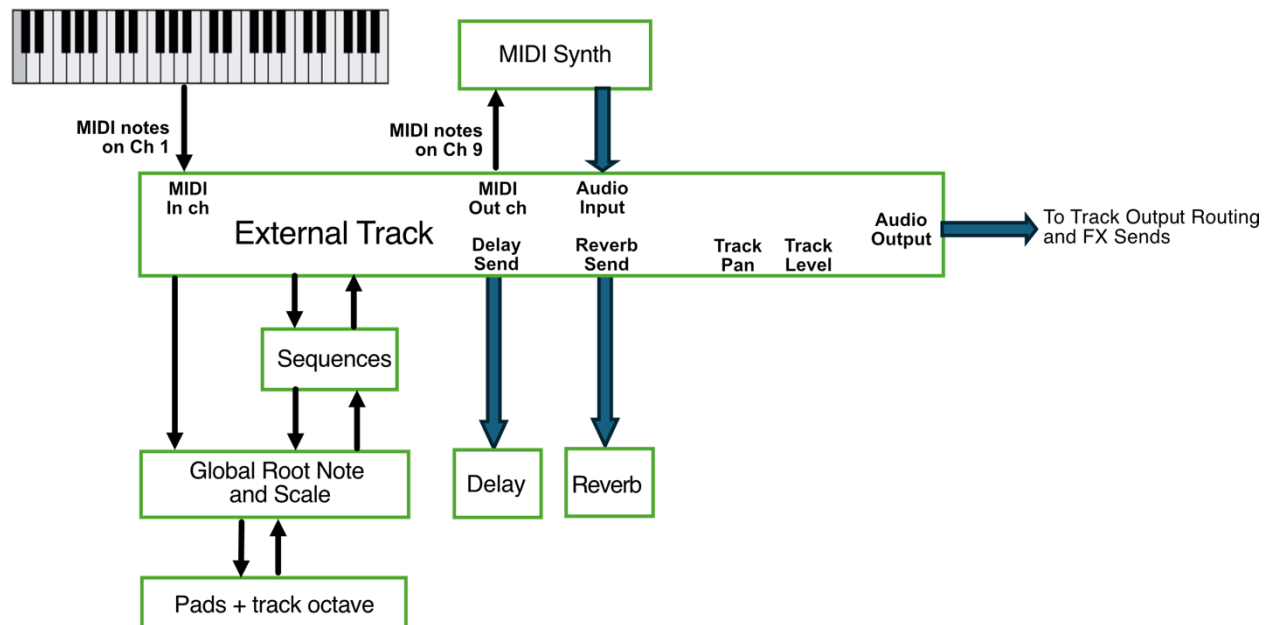 MIDI Synth
MIDI notes
on Ch 1
MIDI notes
on Ch 9
MIDI
In ch
External Track
MIDI
Out ch
Audio
Input
Delay
Send
Reverb
Send
Track
Pan
Track
Level
Audio
Output
To Track Output Routing
and FX Sends
Sequences
Global Root Note
and Scale
Delay
Reverb
Pads + track octave